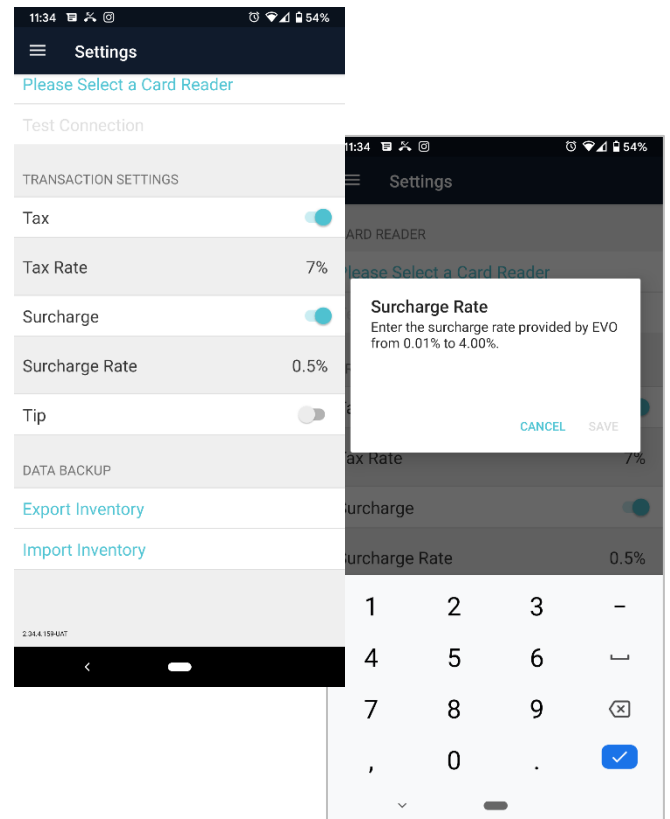 11:34 54%
Settings
Please Select a Card Reader
Test Connection
TRANSACTION SETTINGS
Tax
Tax Rate 7%
Surcharge
Surcharge Rate 0.5%
Tip
DATA BACKUP
Export Inventory
Import Inventory
2.34.4.159-UAT
11:34 54%
Settings
ARD READER
lease Select a Card Reader
Surcharge Rate
Enter the surcharge rate provided by EVO
from 0.01% to 4.00%.
CANCEL SAVE
ax Rate 7%
urcharge
urcharge Rate 0.5%
1 2 3 –
4 5 6
7 8 9
, 0 .